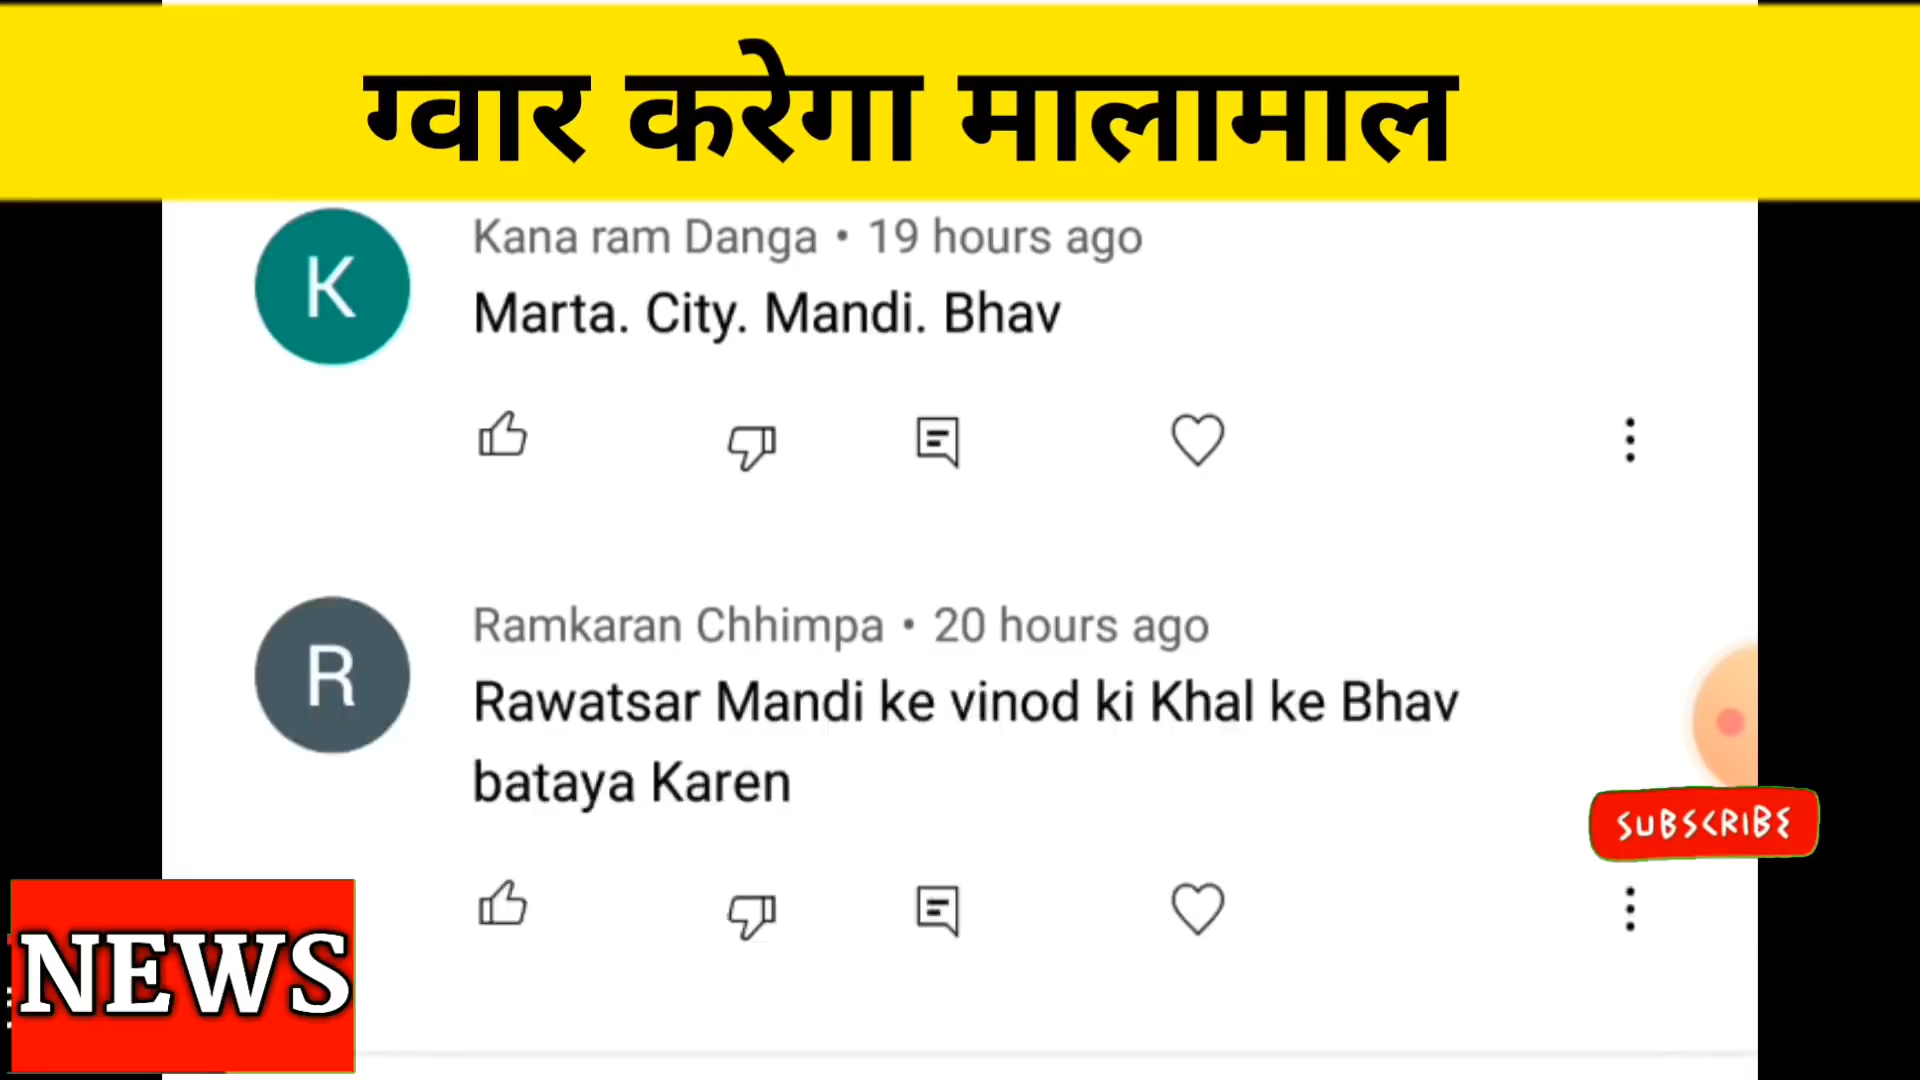 ग्वार करेगा मालामाल
K
Kana ram Danga • 19 hours ago
Marta. City. Mandi. Bhav
R
Ramkaran Chhimpa • 20 hours ago
Rawatsar Mandi ke vinod ki Khal ke Bhav
bataya Karen
SUBSCRIBE
NEWS